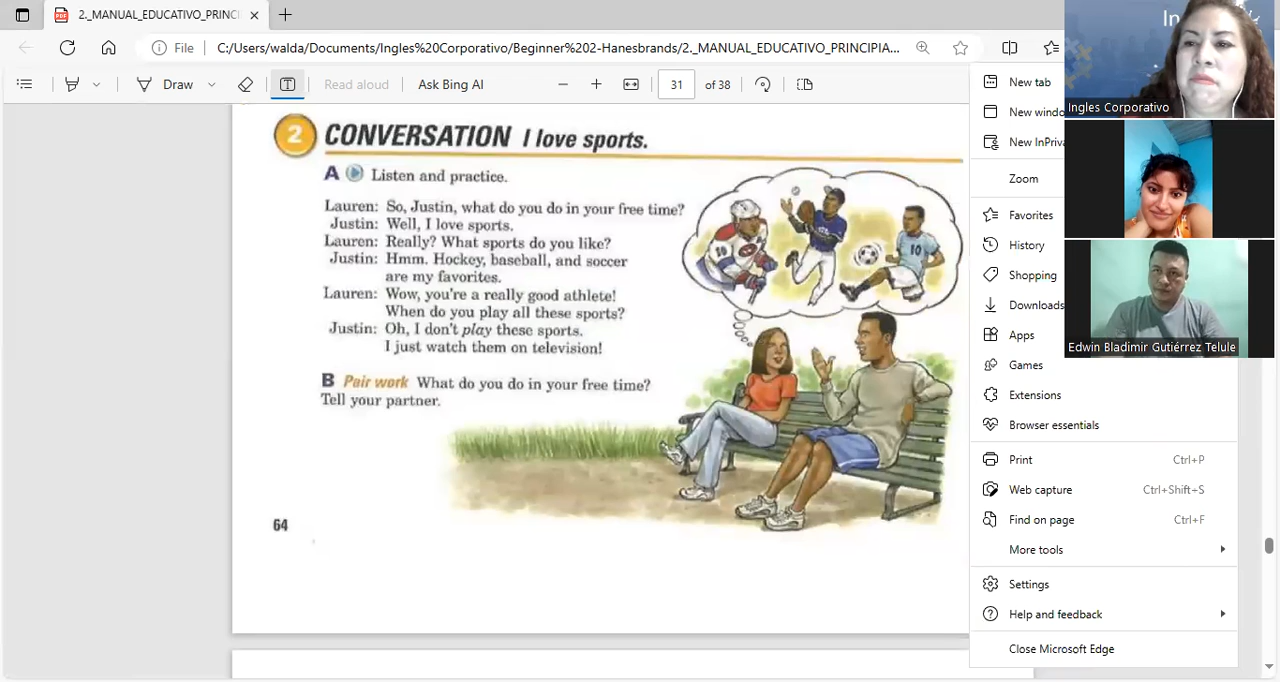 2._MANUAL_EDUCATIVO_PRINCI
File
C:/Users/walda/Documents/Ingles%20Corporativo/Beginner%202-Hanesbrands/2._MANUAL_EDUCATIVO_PRINCIPIA...
Draw
Read aloud
Ask Bing AI
31 of 38
2 CONVERSATION I love sports.
A Listen and practice.
Lauren: So, Justin, what do you do in your free time?
Justin: Well, I love sports.
Lauren: Really? What sports do you like?
Justin: Hmm. Hockey, baseball, and soccer
are my favorites.
Lauren: Wow, you're a really good athlete!
When do you play all these sports?
Justin: Oh, I don't play these sports.
I just watch them on television!
B Pair work What do you do in your free time?
Tell your partner.
10
10
64
New tab
New windo
New InPriva
Zoom
Favorites
History
Shopping
Downloads
Apps
Games
Extensions
Browser essentials
Print Ctrl+P
Web capture Ctrl+Shift+S
Find on page Ctrl+F
More tools
Settings
Help and feedback
Close Microsoft Edge
In
Ingles Corporativo
Edwin Bladimir Gutiérrez Telule